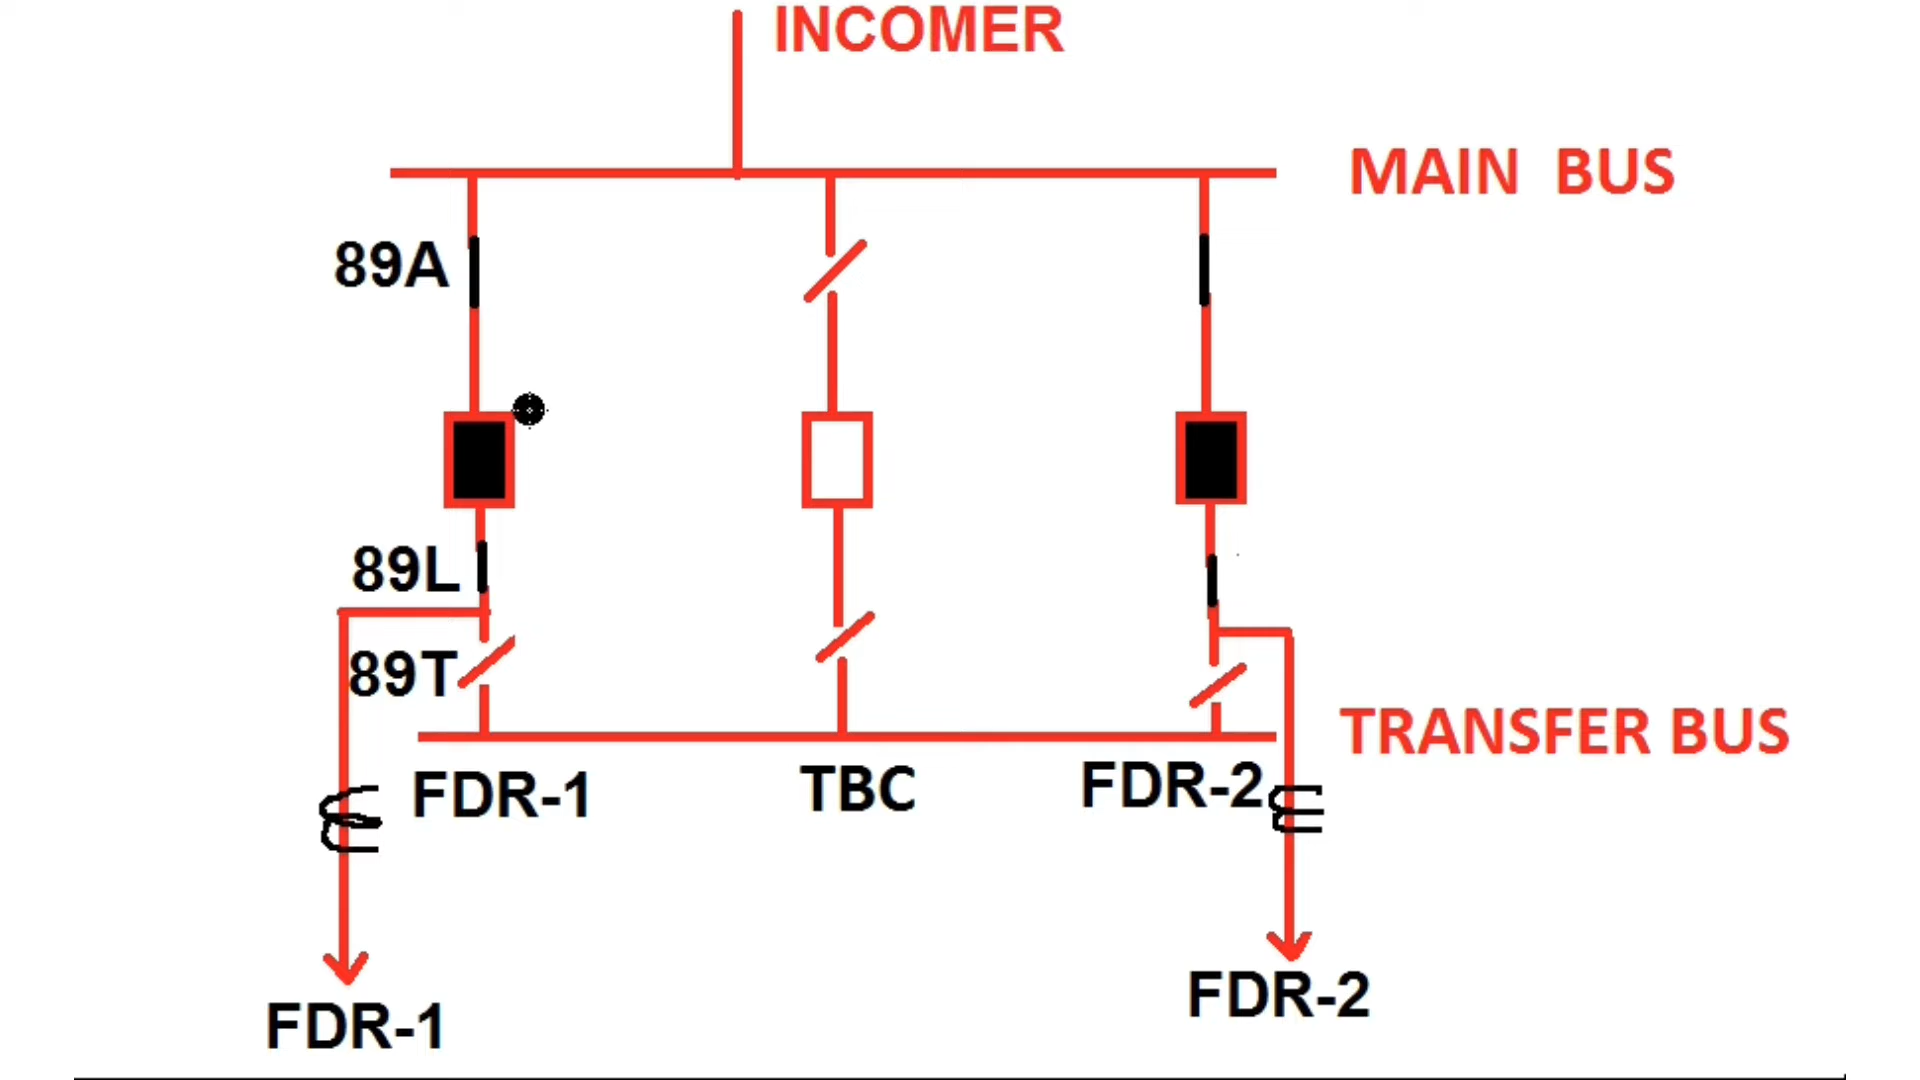 INCOMER
MAIN BUS
89A
89L
89T
TRANSFER BUS
FDR-1
TBC
FDR-2
FDR-1
FDR-2